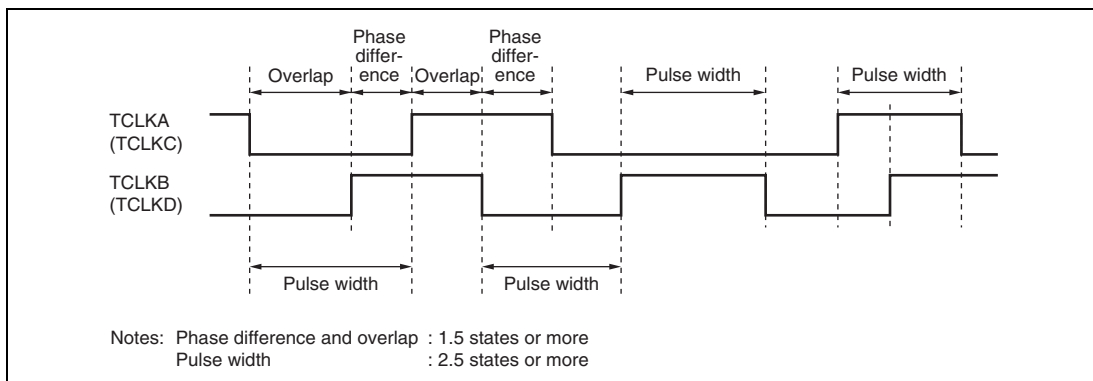 Phase differ- ence
Phase differ- ence
Overlap
Overlap
Pulse width
Pulse width
TCLKA
(TCLKC)
TCLKB
(TCLKD)
Pulse width
Pulse width
Notes: Phase difference and overlap : 1.5 states or more
Pulse width : 2.5 states or more